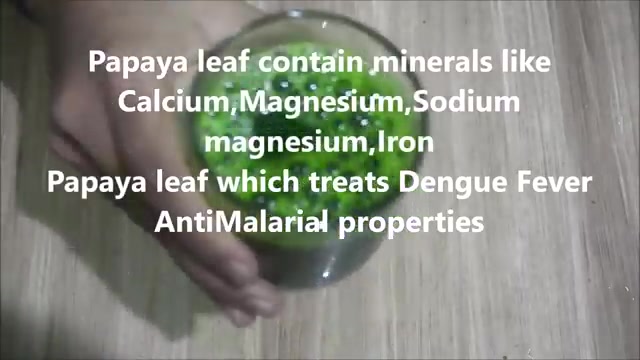 Papaya leaf contain minerals like
Calcium,Magnesium,Sodium
magnesium,Iron
Papaya leaf which treats Dengue Fever
AntiMalarial properties